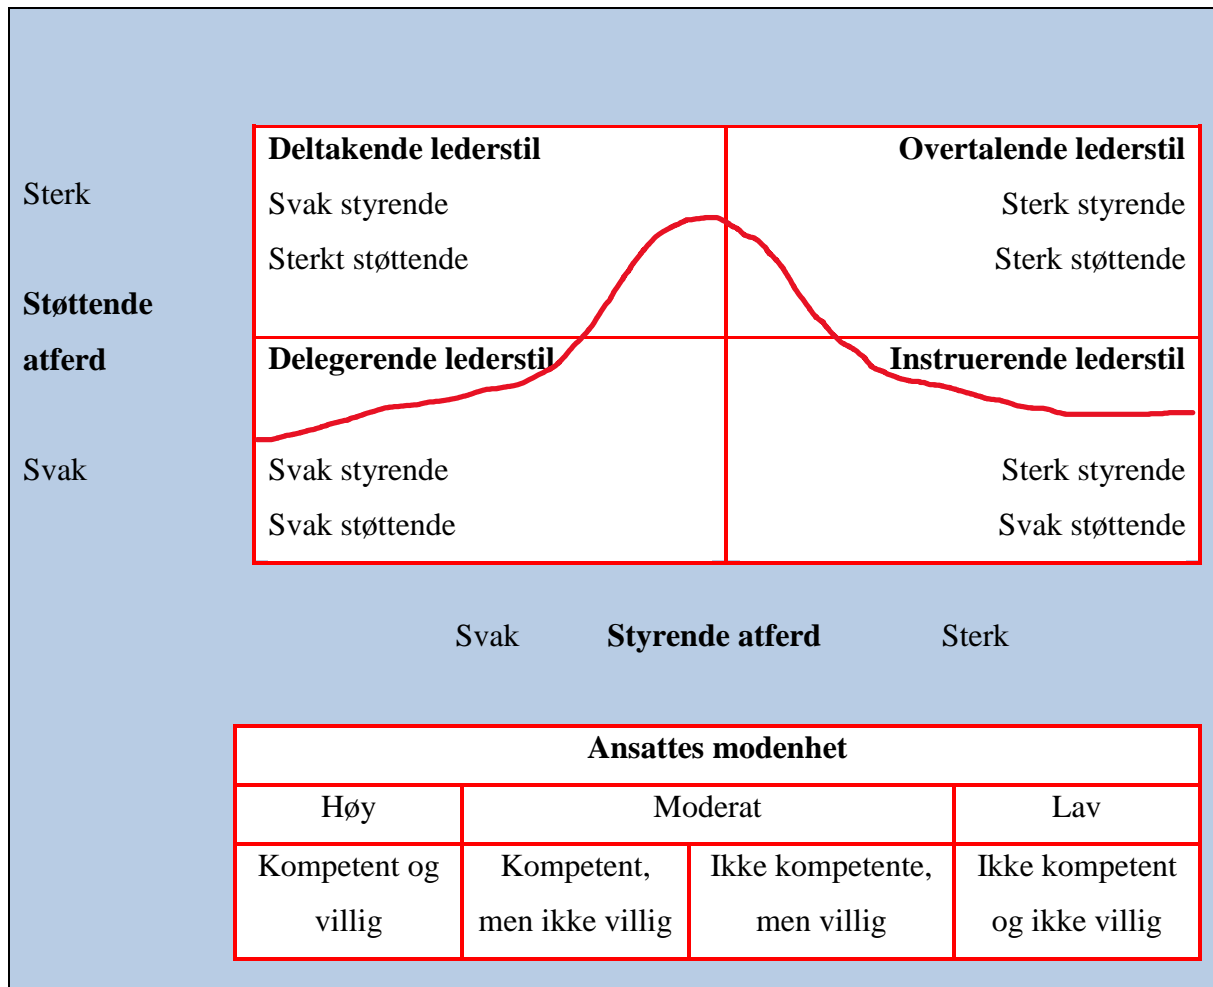 Deltakende lederstil
Overtalende lederstil
Sterk
Svak styrende
Sterk styrende
Sterkt støttende
Sterk støttende
Støttende
atferd
Delegerende lederstil
Instruerende lederstil
Svak
Svak styrende
Sterk styrende
Svak støttende
Svak støttende
Svak
Styrende atferd
Sterk
Ansattes modenhet
Høy
Moderat
Lav
Kompetent og
villig
Kompetent,
men ikke villig
Ikke kompetente,
men villig
Ikke kompetent
og ikke villig